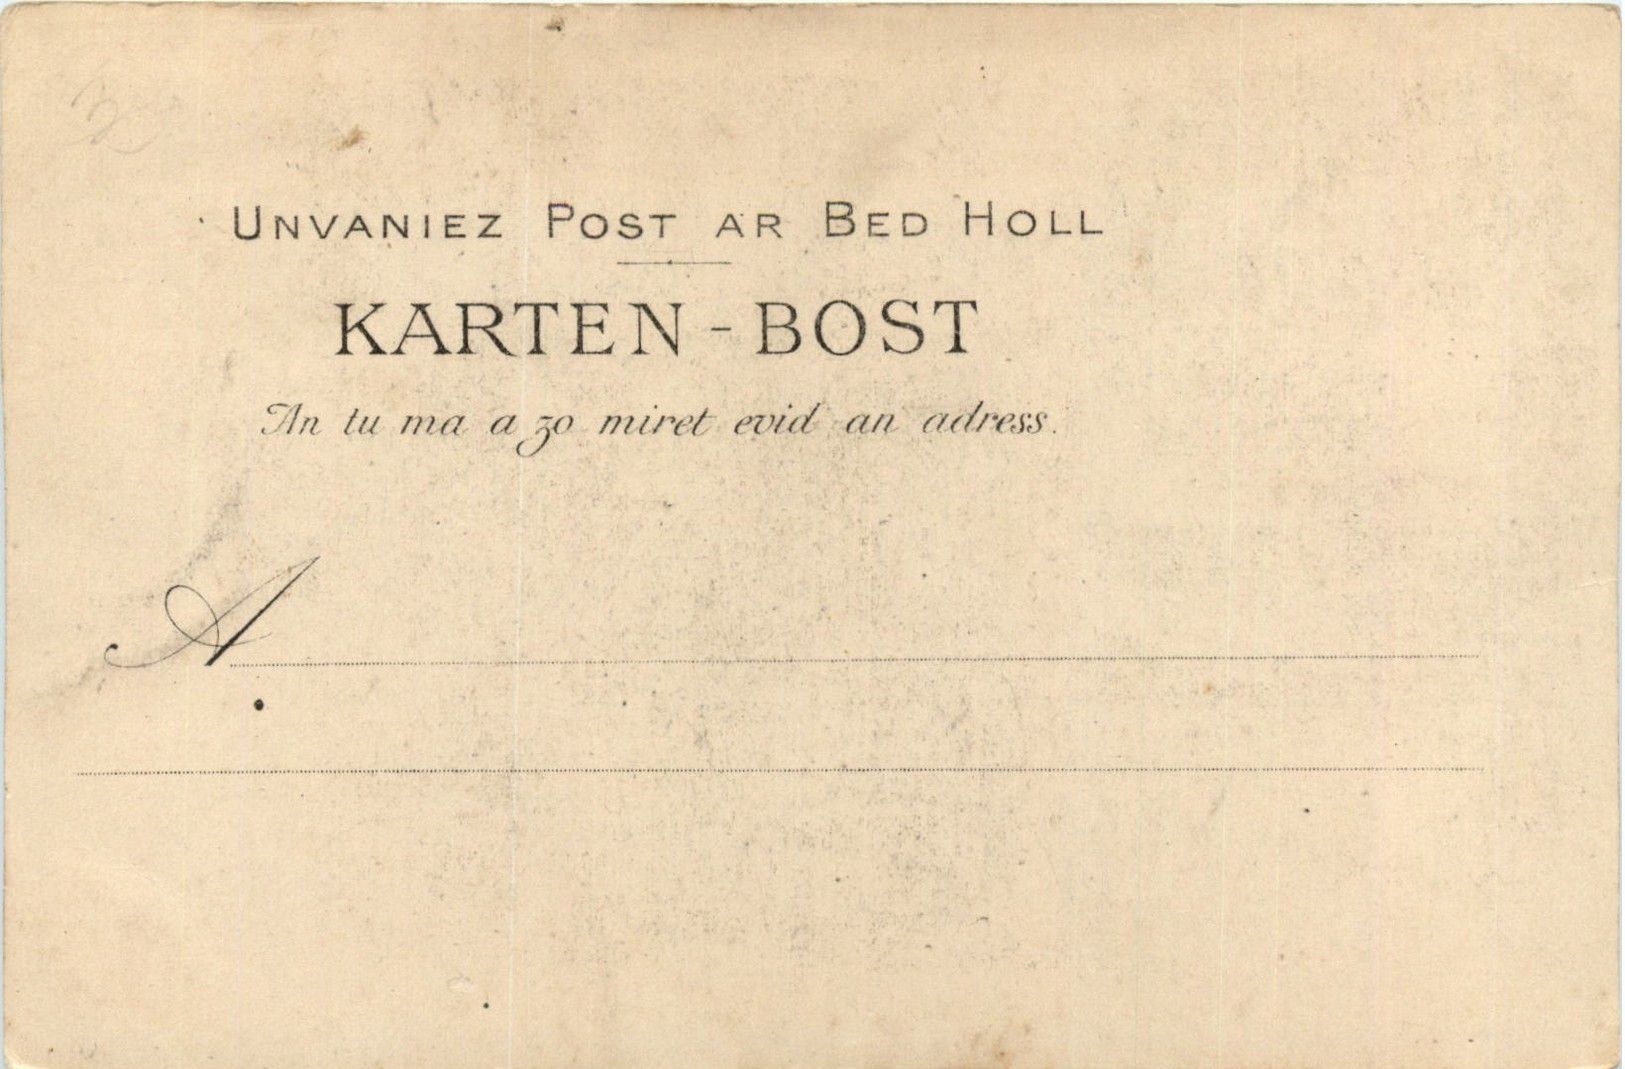 Unvaniez Post ar Bed Holl
KARTEN-BOST
An tu ma a zo miret evid an adress.
A